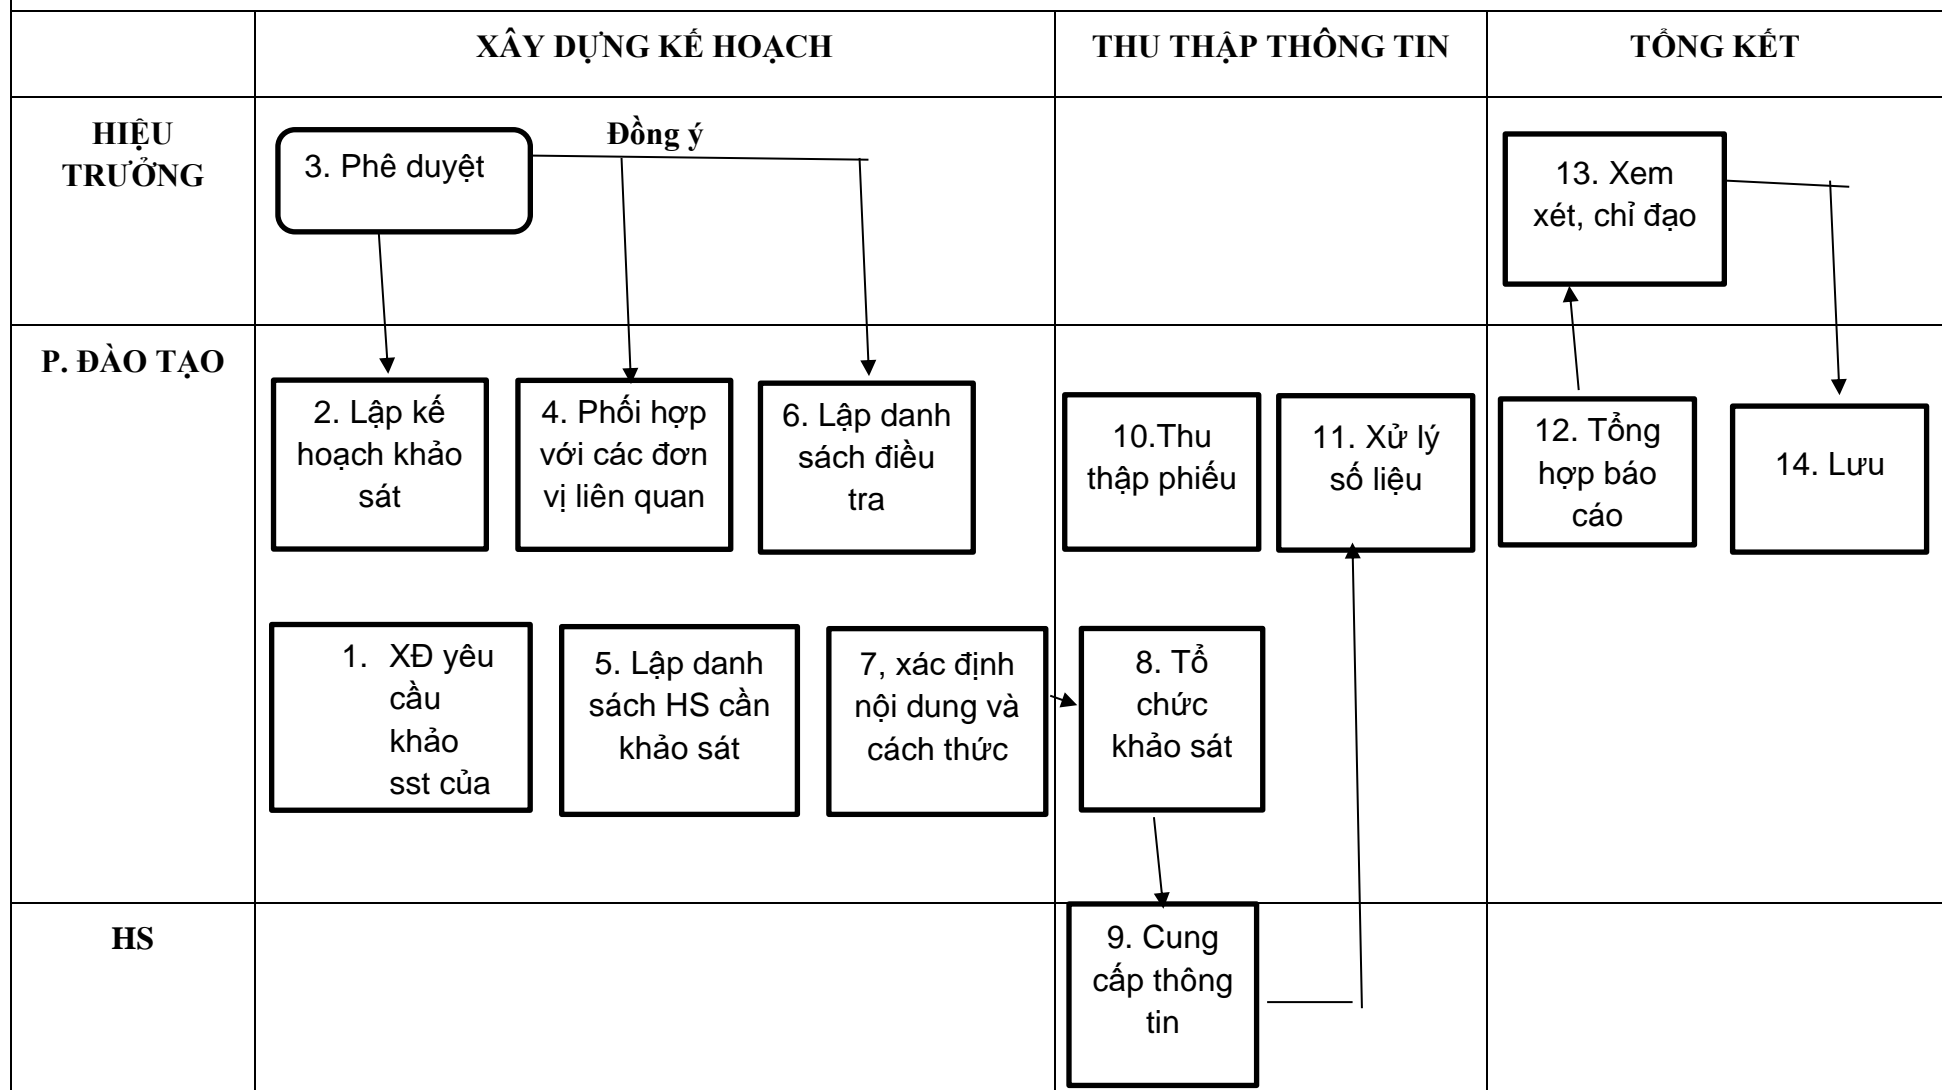 XÂY DỰNG KẾ HOẠCH
THU THẬP THÔNG TIN
TỔNG KẾT
HIỆU
TRƯỞNG
3. Phê duyệt
Đồng ý
13. Xem
xét, chỉ đạo
P. ĐÀO TẠO
2. Lập kế
hoạch khảo
sát
4. Phối hợp
với các đơn
vị liên quan
6. Lập danh
sách điều
tra
10.Thu
thập phiếu
11. Xử lý
số liệu
12. Tổng
hợp báo
cáo
14. Lưu
1. XĐ yêu
cầu
khảo
sst của
5. Lập danh
sách HS cần
khảo sát
7, xác định
nội dung và
cách thức
8. Tổ
chức
khảo sát
HS
9. Cung
cấp thông
tin